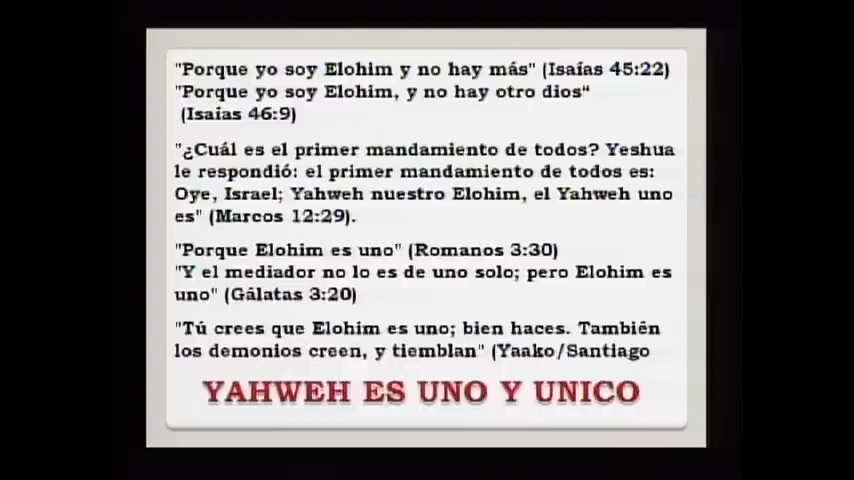 "Porque yo soy Elohim y no hay más" (Isaías 45:22)
"Porque yo soy Elohim, y no hay otro dios“
(Isaías 46:9)
"¿Cuál es el primer mandamiento de todos? Yeshua
le respondió: el primer mandamiento de todos es:
Oye, Israel; Yahweh nuestro Elohim, el Yahweh uno
es" (Marcos 12:29).
"Porque Elohim es uno" (Romanos 3:30)
"Y el mediador no lo es de uno solo; pero Elohim es
uno" (Gálatas 3:20)
"Tú crees que Elohim es uno; bien haces. También
los demonios creen, y tiemblan" (Yaako/Santiago
YAHWEH ES UNO Y UNICO